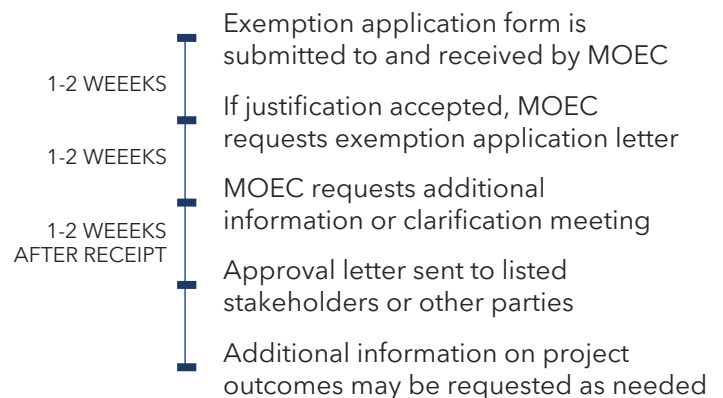 Exemption application form is
submitted to and received by MOEC
1-2 WEEEKS
If justification accepted, MOEC
requests exemption application letter
1-2 WEEEKS
MOEC requests additional
information or clarification meeting
1-2 WEEEKS
AFTER RECEIPT
Approval letter sent to listed
stakeholders or other parties
Additional information on project
outcomes may be requested as needed